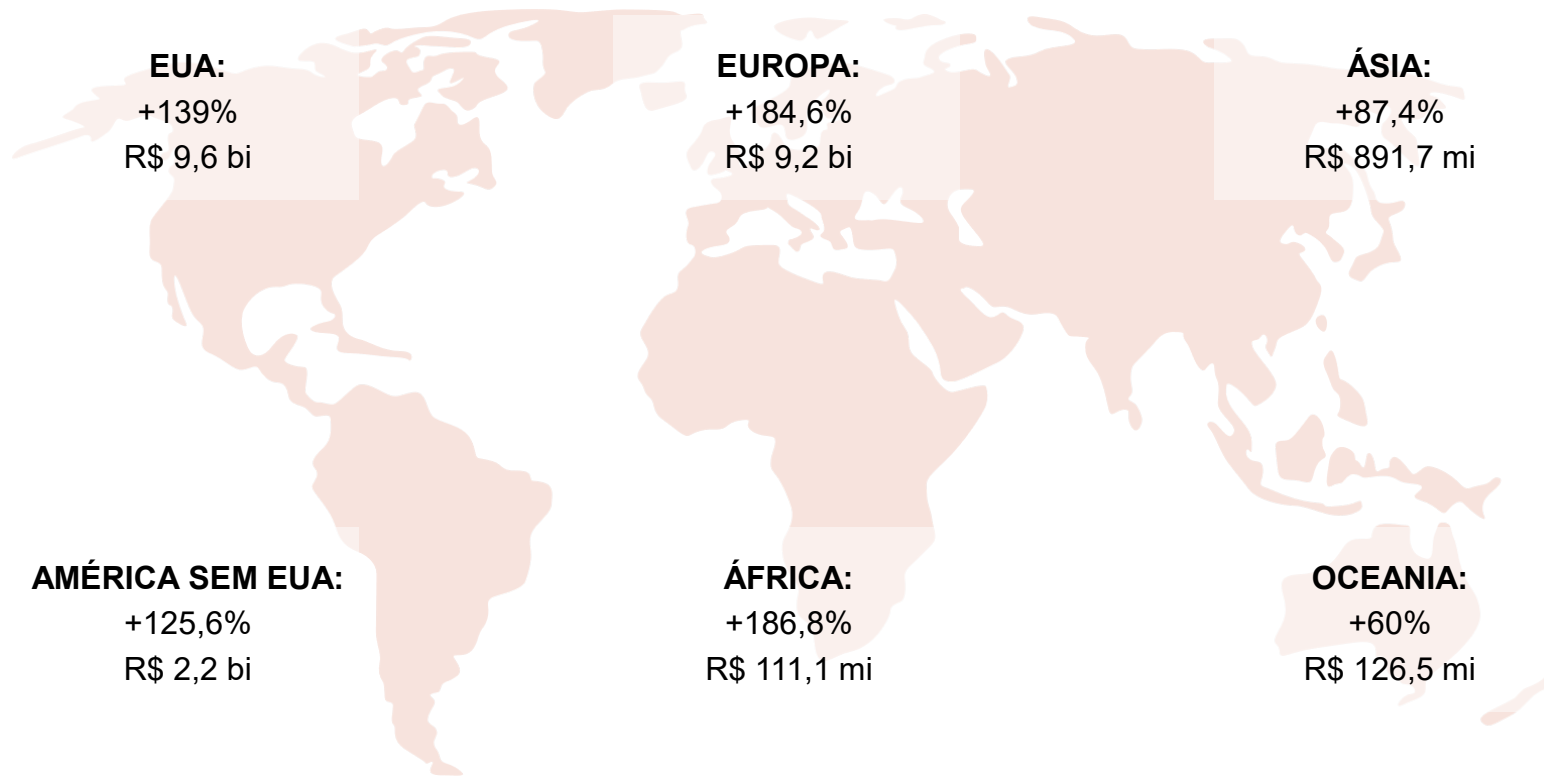 EUA:
+139%
R$ 9,6 bi
EUROPA:
+184,6%
R$ 9,2 bi
ÁSIA:
+87,4%
R$ 891,7 mi
AMÉRICA SEM EUA:
+125,6%
R$ 2,2 bi
ÁFRICA:
+186,8%
R$ 111,1 mi
OCEANIA:
+60%
R$ 126,5 mi